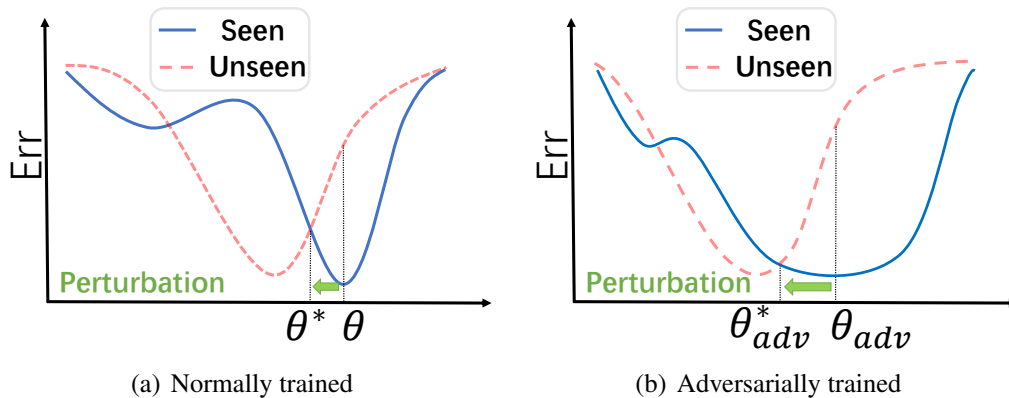 Seen
Unseen
Err
Perturbation
θ* θ
(a) Normally trained
Seen
Unseen
Err
Perturbation
θ*adv θadv
(b) Adversarially trained